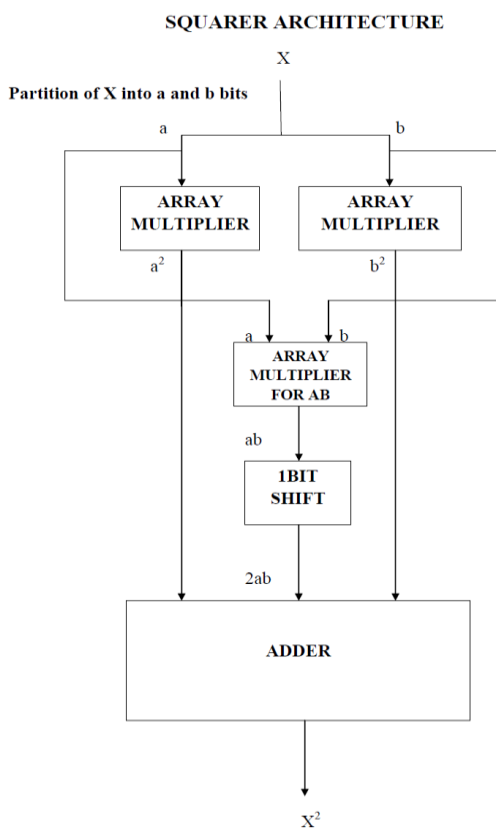 SQUARER ARCHITECTURE
X
Partition of X into a and b bits
a
b
ARRAY
MULTIPLIER
ARRAY
MULTIPLIER
a²
b²
a
b
ARRAY
MULTIPLIER
FOR AB
ab
1BIT
SHIFT
2ab
ADDER
X²